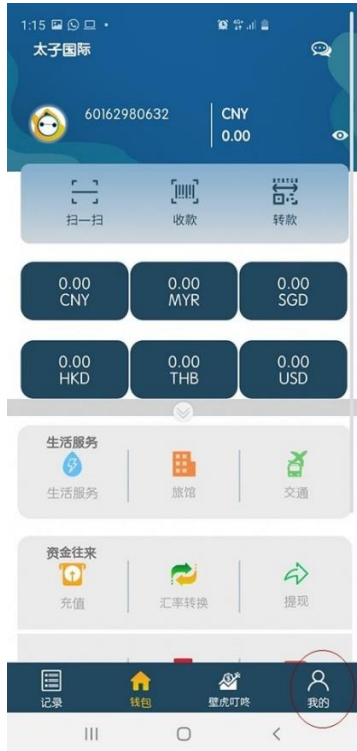 1:15
太子国际
60162980632
CNY
0.00
扫一扫
收款
转款
0.00
CNY
0.00
MYR
0.00
SGD
0.00
HKD
0.00
THB
0.00
USD
生活服务
生活服务
旅馆
交通
资金往来
充值
汇率转换
提现
记录
钱包
壁虎叮咚
我的